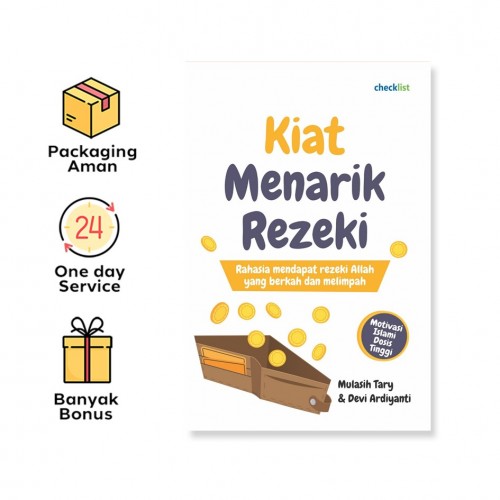 Packaging
Aman
24
One day
Service
Banyak
Bonus
checklist
Kiat
Menarik
Rezeki
Rahasia mendapat rezeki Allah
yang berkah dan melimpah
Motivasi
Islami
Dosis
Tinggi
Mulasih Tary
& Devi Ardiyanti